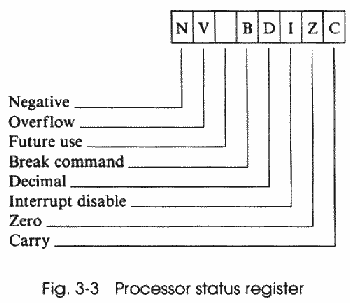 N V B D I Z C
Negative
Overflow
Future use
Break command
Decimal
Interrupt disable
Zero
Carry
Fig. 3-3 Processor status register